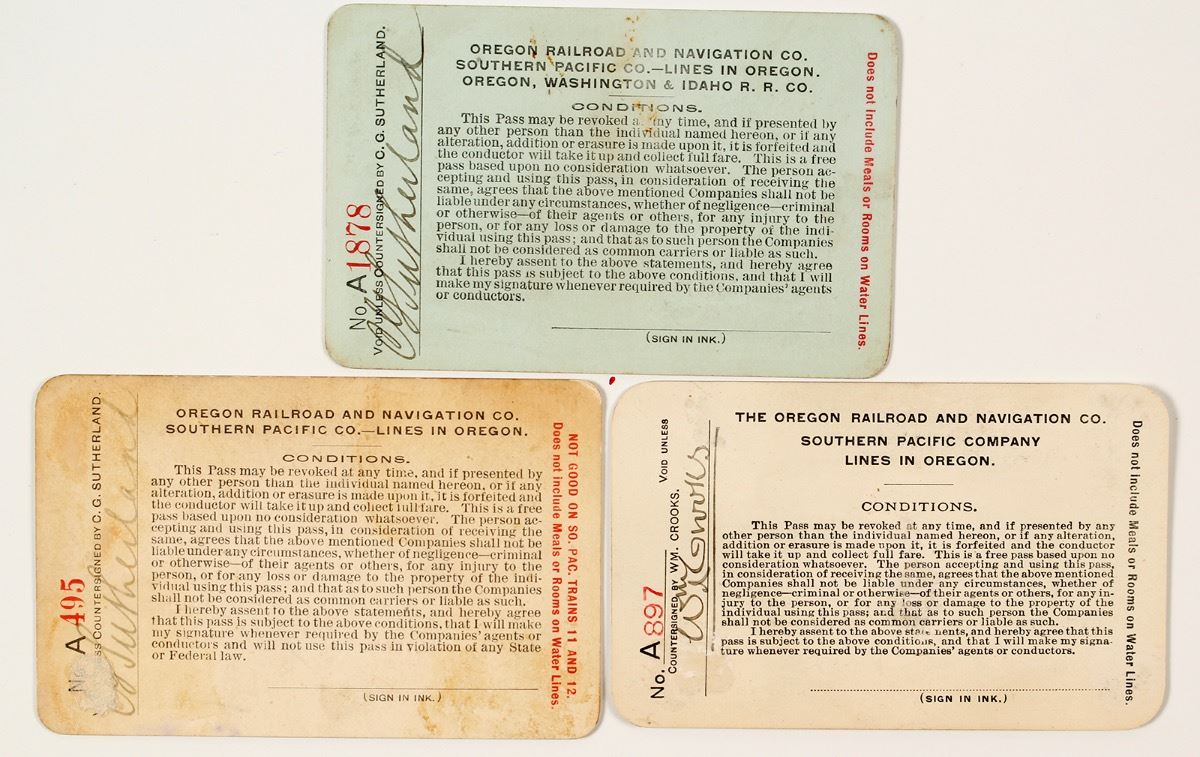 OREGON RAILROAD AND NAVIGATION CO.
SOUTHERN PACIFIC CO.—LINES IN OREGON.
OREGON, WASHINGTON & IDAHO R. R. CO.
CONDITIONS.
This Pass may be revoked a. ny time, and if presented by
any other person than the individual named hereon, or if any
alteration, addition or erasure is made upon it, it is forfeited and
the conductor will take it up and collect full fare. This is a free
pass based upon no consideration whatsoever. The person ac-
cepting and using this pass, in consideration of receiving the
same, agrees that the above mentioned Companies shall not be
liable under any circumstances, whether of negligence—criminal
or otherwise—of their agents or others, for any injury to the
person, or for any loss or damage to the property of the indi-
vidual using this pass; and that as to such person the Companies
shall not be considered as common carriers or liable as such.
I hereby assent to the above statements, and hereby agree
that this pass is subject to the above conditions, and that I will
make my signature whenever required by the Companies' agents
or conductors.
(SIGN IN INK.)
No. A 1878
VOID UNLESS COUNTERSIGNED BY C. G. SUTHERLAND.
CG Sutherland
Does not include Meals or Rooms on Water Lines.
OREGON RAILROAD AND NAVIGATION CO.
SOUTHERN PACIFIC CO.—LINES IN OREGON.
CONDITIONS.
This Pass may be revoked at any time, and if presented by
any other person than the individual named hereon, or if any
alteration, addition or erasure is made upon it, it is forfeited and
the conductor will take it up and collect full fare. This is a free
pass based upon no consideration whatsoever. The person ac-
cepting and using this pass, in consideration of receiving the
same, agrees that the above mentioned Companies shall not be
liable under any circumstances, whether of negligence—criminal
or otherwise—of their agents or others, for any injury to the
person, or for any loss or damage to the property of the indi-
vidual using this pass; and that as to such person the Companies
shall not be considered as common carriers or liable as such.
I hereby assent to the above statements, and hereby agree
that this pass is subject to the above conditions, that I will make
my signature whenever required by the Companies' agents or
conductors and will not use this pass in violation of any State
or Federal law.
(SIGN IN INK.)
A 495
SS COUNTERSIGNED BY C. G. SUTHERLAND.
CG Sutherland
NOT GOOD ON SO. PAC. TRAINS 11 AND 12.
Does not include Meals or Rooms on Water Lines.
THE OREGON RAILROAD AND NAVIGATION CO.
SOUTHERN PACIFIC COMPANY
LINES IN OREGON.
CONDITIONS.
This Pass may be revoked at any time, and if presented by any
other person than the individual named hereon, or if any alteration,
addition or erasure is made upon it, it is forfeited and the conductor
will take it up and collect full fare. This is a free pass based upon no
consideration whatsoever. The person accepting and using this pass,
in consideration of receiving the same, agrees that the above mentioned
Companies shall not be liable under any circumstances, whether of
negligence—criminal or otherwise—of their agents or others, for any in-
jury to the person, or for any loss or damage to the property of the
individual using this pass; and that as to such person the Companies
shall not be considered as common carriers or liable as such.
I hereby assent to the above state nents, and hereby agree that this
pass is subject to the above conditions, and that I will make my signa-
ture whenever required by the Companies' agents or conductors.
(SIGN IN INK.)
No. A 897
VOID UNLESS
COUNTERSIGNED BY WM. CROOKS.
Wm Crooks
Does not include Meals or Rooms on Water Lines.